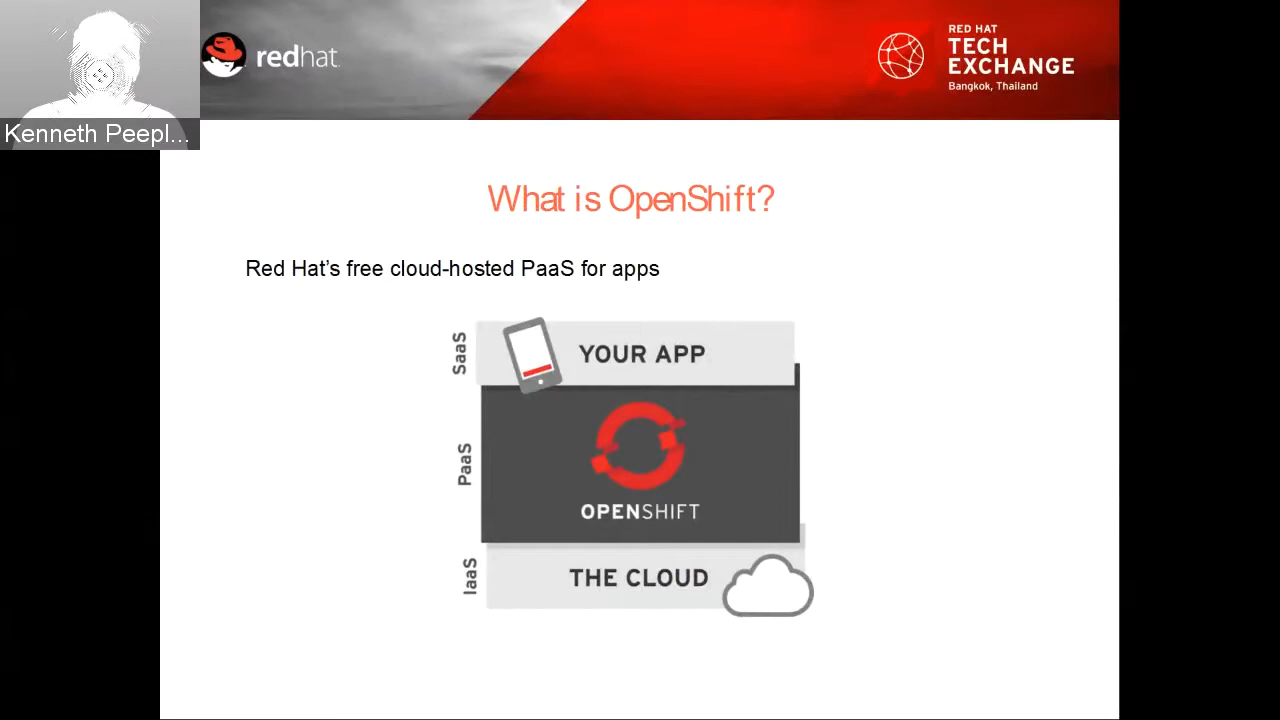 Kenneth Peepl...
redhat.
RED HAT
TECH
EXCHANGE
Bangkok, Thailand
What is OpenShift?
Red Hat’s free cloud-hosted PaaS for apps
SaaS
YOUR APP
PaaS
OPENSHIFT
IaaS
THE CLOUD